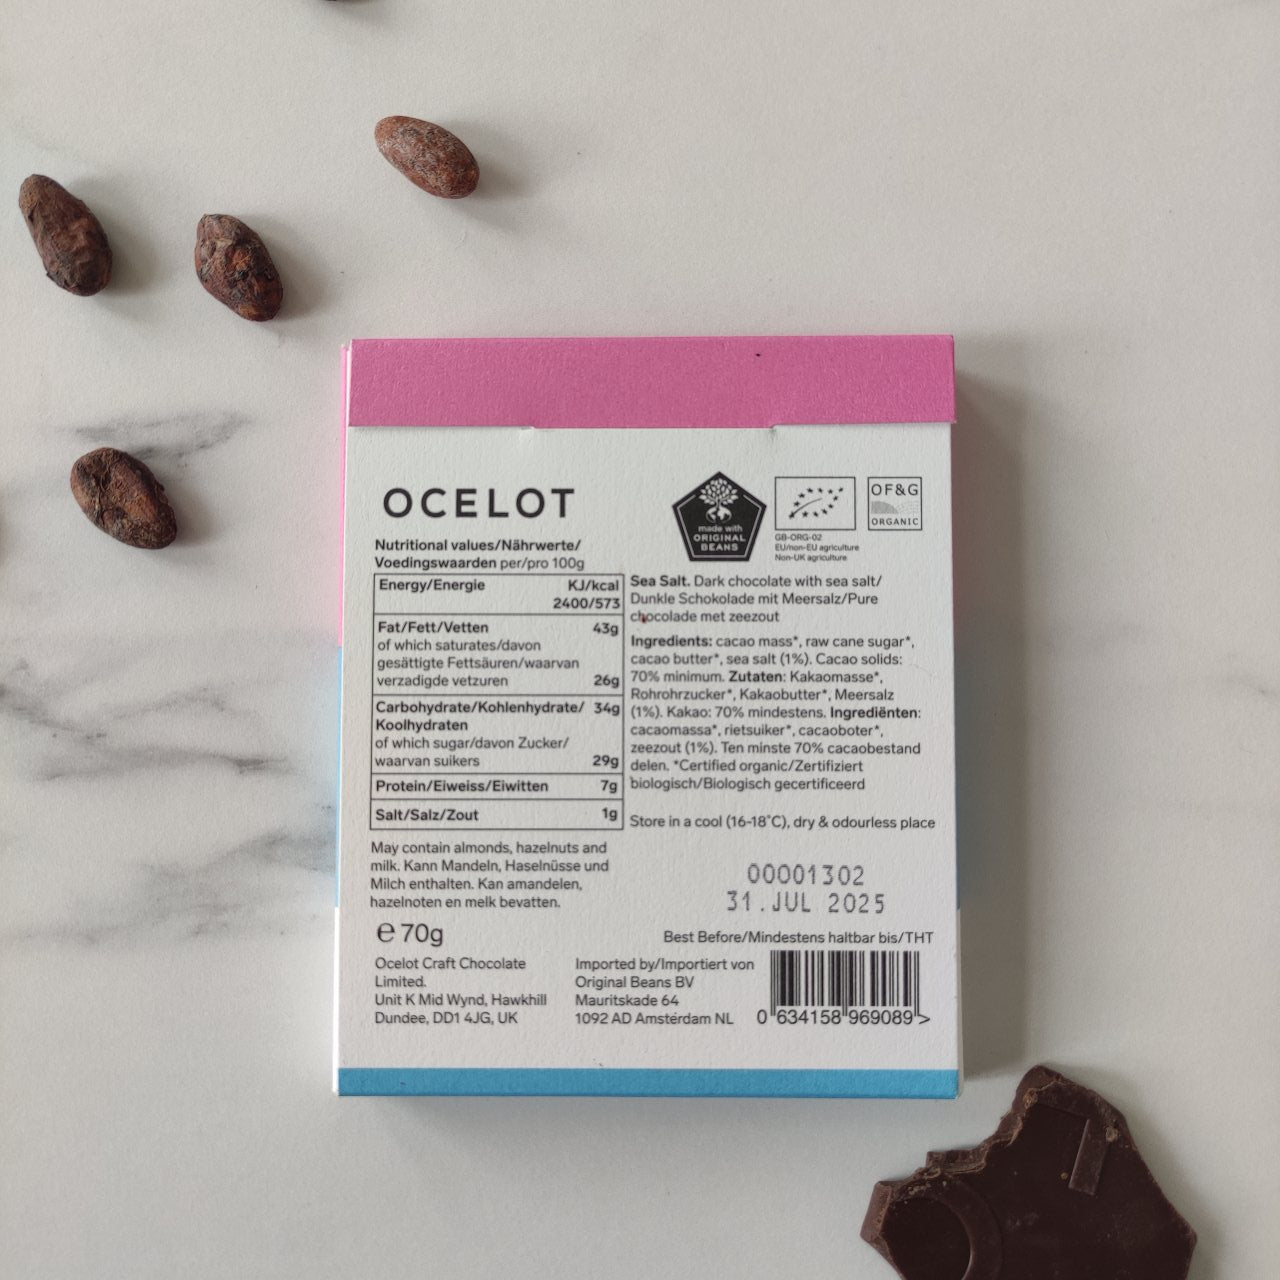 OCELOT
made with
ORIGINAL
BEANS
GB-ORG-02
EU/non-EU agriculture
Non-UK agriculture
OF&G
ORGANIC
Nutritional values/Nährwerte/
Voedingswaarden per/pro 100g
Energy/Energie KJ/kcal
2400/573
Fat/Fett/Vetten 43g
of which saturates/davon
gesättigte Fettsäuren/waarvan
verzadigde vetzuren 26g
Carbohydrate/Kohlenhydrate/ 34g
Koolhydraten
of which sugar/davon Zucker/
waarvan suikers 29g
Protein/Eiweiss/Eiwitten 7g
Salt/Salz/Zout 1g
May contain almonds, hazelnuts and
milk. Kann Mandeln, Haselnüsse und
Milch enthalten. Kan amandelen,
hazelnoten en melk bevatten.
℮ 70g
Sea Salt. Dark chocolate with sea salt/
Dunkle Schokolade mit Meersalz/Pure
chocolade met zeezout
Ingredients: cacao mass*, raw cane sugar*,
cacao butter*, sea salt (1%). Cacao solids:
70% minimum. Zutaten: Kakaomasse*,
Rohrohrzucker*, Kakaobutter*, Meersalz
(1%). Kakao: 70% mindestens. Ingrediënten:
cacaomassa*, rietsuiker*, cacaoboter*,
zeezout (1%). Ten minste 70% cacaobestand
delen. *Certified organic/Zertifiziert
biologisch/Biologisch gecertificeerd
Store in a cool (16-18°C), dry & odourless place
00001302
31.JUL 2025
Best Before/Mindestens haltbar bis/THT
Ocelot Craft Chocolate
Limited.
Unit K Mid Wynd, Hawkhill
Dundee, DD1 4JG, UK
Imported by/Importiert von
Original Beans BV
Mauritskade 64
1092 AD Amsterdam NL
0 634158 969089 >